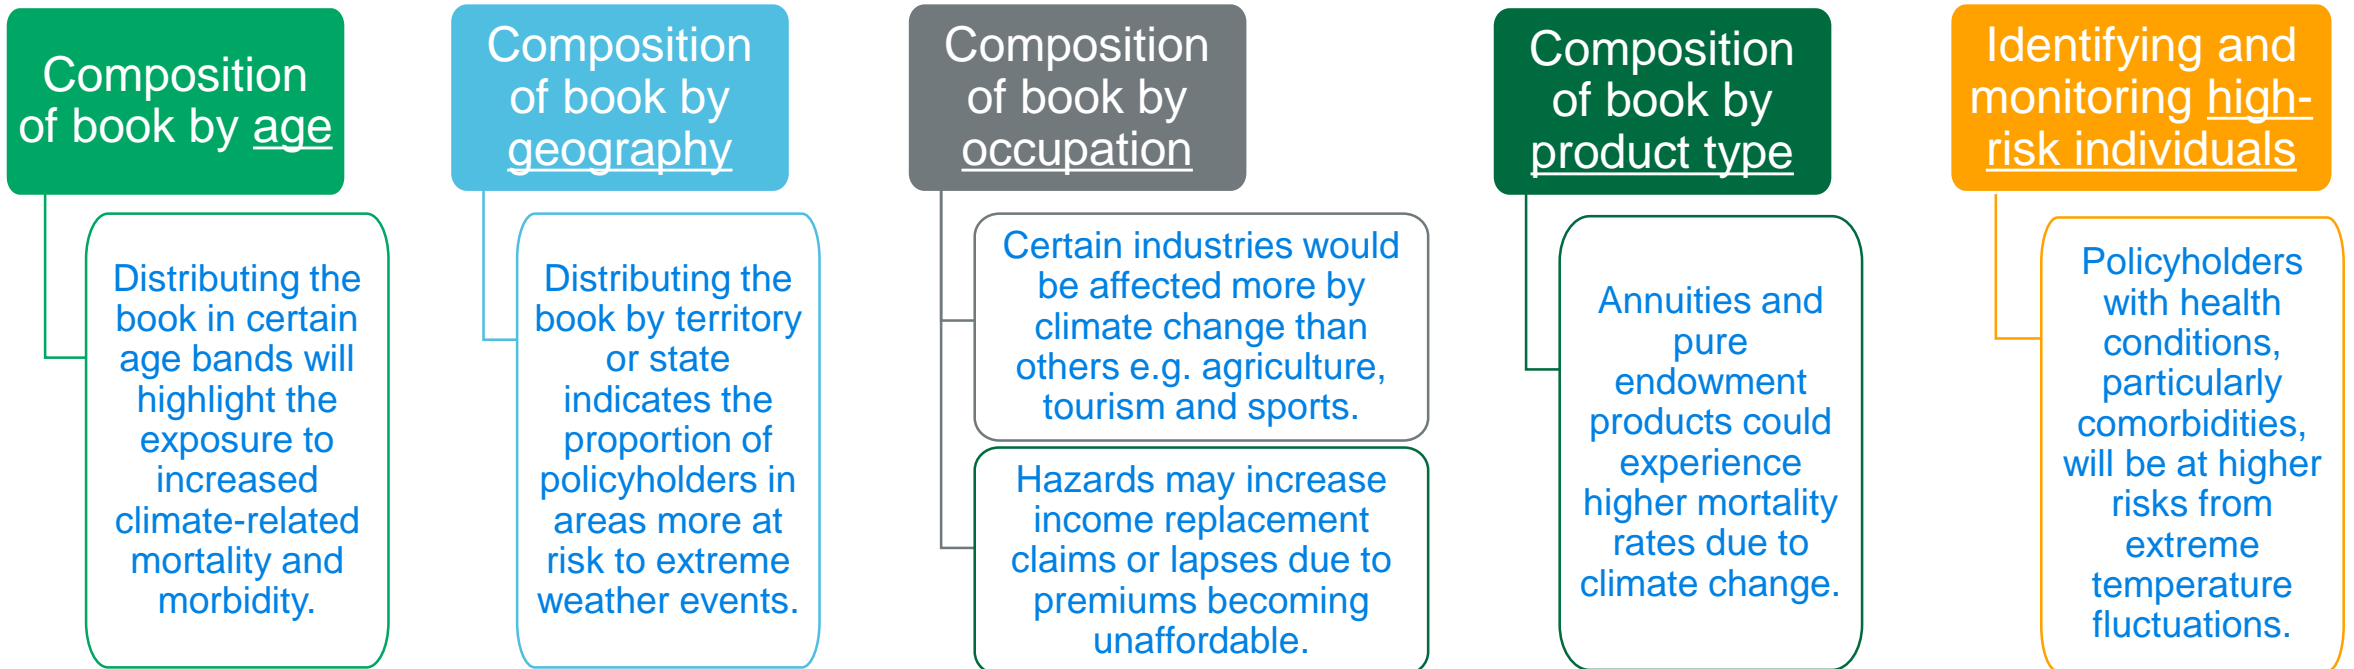 Composition
of book by age
Distributing the
book in certain
age bands will
highlight the
exposure to
increased
climate-related
mortality and
morbidity.
Composition
of book by
geography
Distributing the
book by territory
or state
indicates the
proportion of
policyholders in
areas more at
risk to extreme
weather events.
Composition
of book by
occupation
Certain industries would
be affected more by
climate change than
others e.g. agriculture,
tourism and sports.
Hazards may increase
income replacement
claims or lapses due to
premiums becoming
unaffordable.
Composition
of book by
product type
Annuities and
pure
endowment
products could
experience
higher mortality
rates due to
climate change.
Identifying and
monitoring high-
risk individuals
Policyholders
with health
conditions,
particularly
comorbidities,
will be at higher
risks from
extreme
temperature
fluctuations.